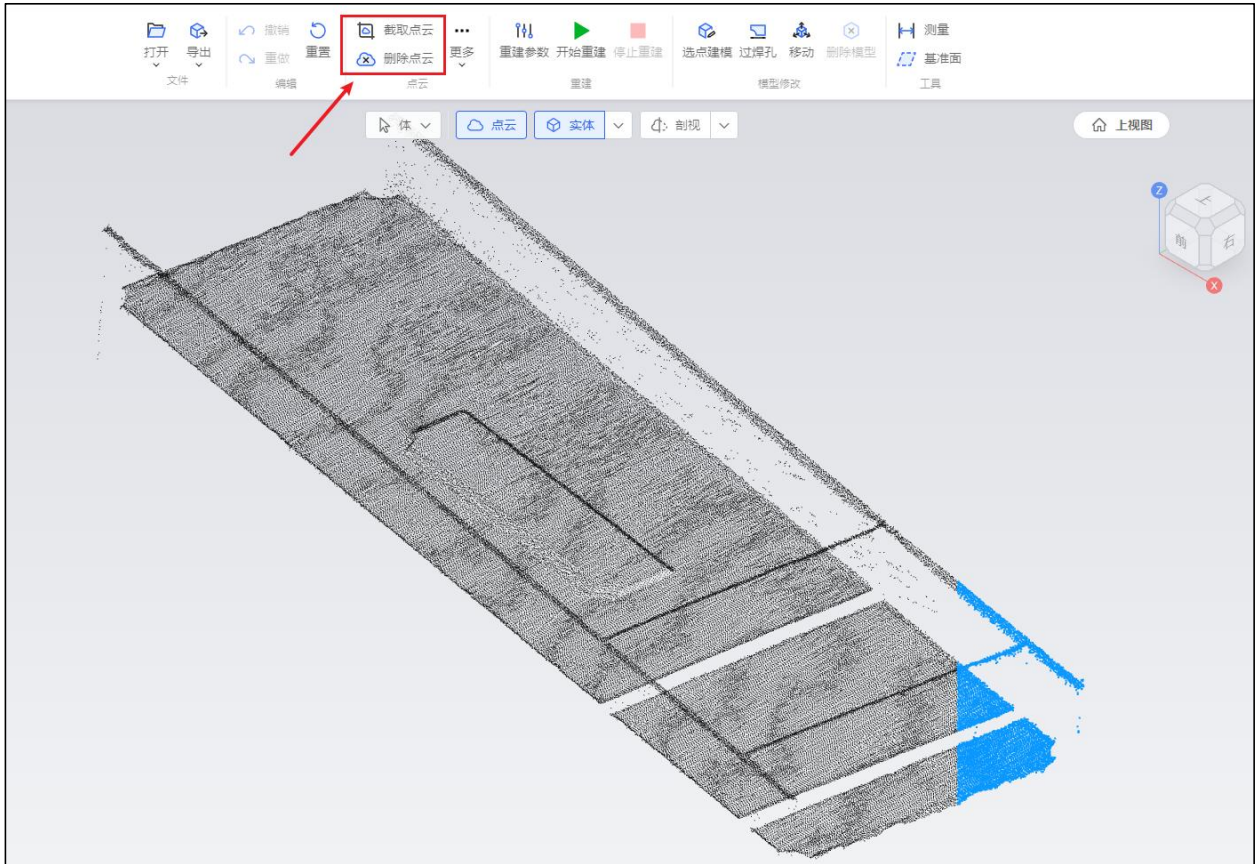 打开 导出 撤销 重做 重置 截取点云 删除点云 更多 重建参数 开始重建 停止重建 选点建模 过焊孔 移动 删除模型 测量 基准面
文件 编辑 点云 重建 模型修改 工具
体 点云 实体 剖视 上视图
Z
上
前 右
X